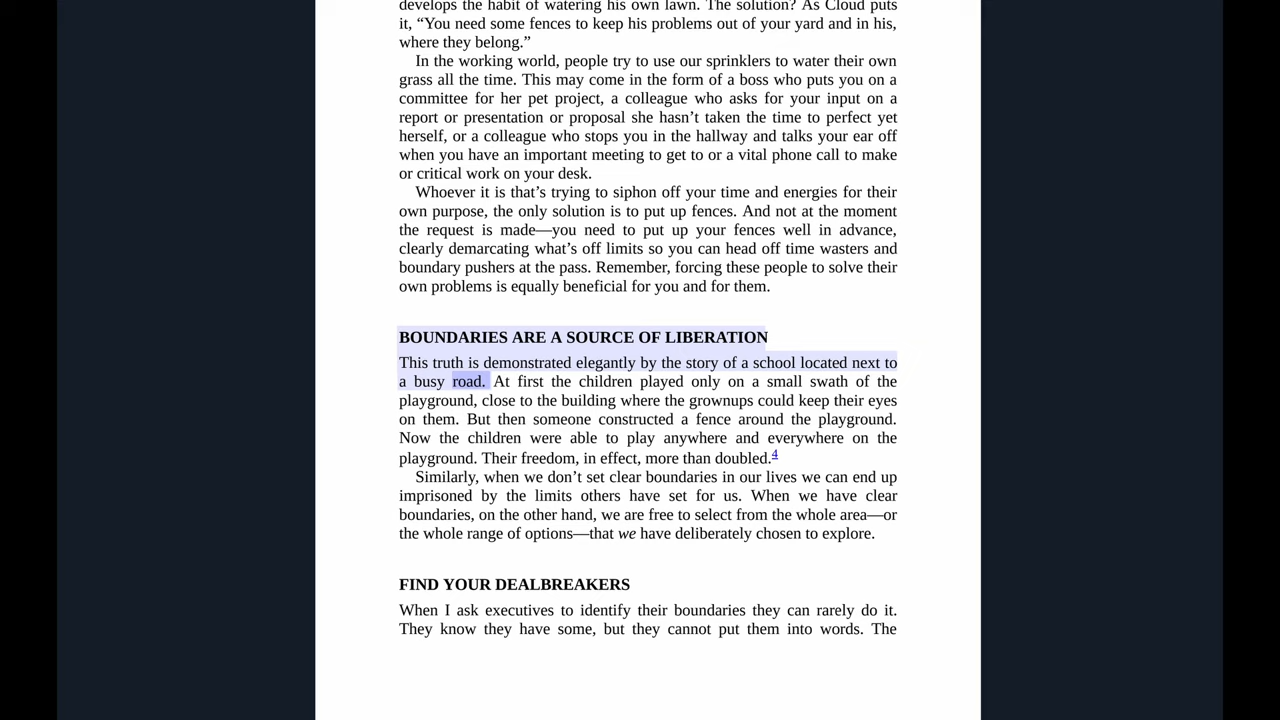 develops the habit of watering his own lawn. The solution? As Cloud puts
it, “You need some fences to keep his problems out of your yard and in his,
where they belong.”
In the working world, people try to use our sprinklers to water their own
grass all the time. This may come in the form of a boss who puts you on a
committee for her pet project, a colleague who asks for your input on a
report or presentation or proposal she hasn’t taken the time to perfect yet
herself, or a colleague who stops you in the hallway and talks your ear off
when you have an important meeting to get to or a vital phone call to make
or critical work on your desk.
Whoever it is that’s trying to siphon off your time and energies for their
own purpose, the only solution is to put up fences. And not at the moment
the request is made—you need to put up your fences well in advance,
clearly demarcating what’s off limits so you can head off time wasters and
boundary pushers at the pass. Remember, forcing these people to solve their
own problems is equally beneficial for you and for them.
BOUNDARIES ARE A SOURCE OF LIBERATION
This truth is demonstrated elegantly by the story of a school located next to
a busy road. At first the children played only on a small swath of the
playground, close to the building where the grownups could keep their eyes
on them. But then someone constructed a fence around the playground.
Now the children were able to play anywhere and everywhere on the
playground. Their freedom, in effect, more than doubled.4
Similarly, when we don’t set clear boundaries in our lives we can end up
imprisoned by the limits others have set for us. When we have clear
boundaries, on the other hand, we are free to select from the whole area—or
the whole range of options—that we have deliberately chosen to explore.
FIND YOUR DEALBREAKERS
When I ask executives to identify their boundaries they can rarely do it.
They know they have some, but they cannot put them into words. The